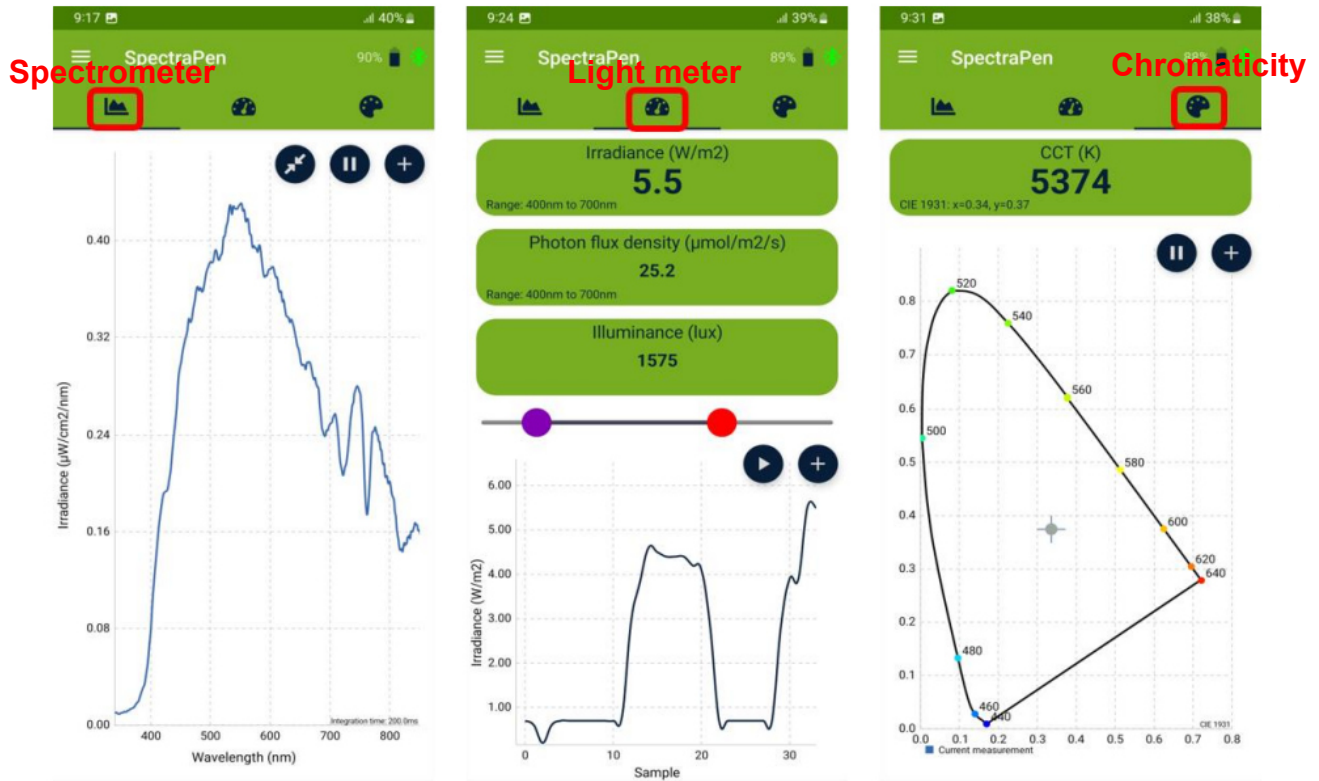 9:17
40%
SpectraPen
90%
Spectrometer
0.40
0.32
0.24
0.16
0.08
0.00
Irradiance (µW/cm2/nm)
400 500 600 700 800
Integration time: 200.0ms
Wavelength (nm)
9:24
39%
SpectraPen
89%
Light meter
Irradiance (W/m2)
5.5
Range: 400nm to 700nm
Photon flux density (µmol/m2/s)
25.2
Range: 400nm to 700nm
Illuminance (lux)
1575
6.00
5.00
4.00
3.00
2.00
1.00
Irradiance (W/m2)
0 10 20 30
Sample
9:31
38%
SpectraPen
88%
Chromaticity
CCT (K)
5374
CIE 1931: x=0.34, y=0.37
0.8
0.7
0.6
0.5
0.4
0.3
0.2
0.1
0.0
520
540
560
500
580
600
620
640
480
460
440
CIE 1931
0.0 0.1 0.2 0.3 0.4 0.5 0.6 0.7 0.8
Current measurement